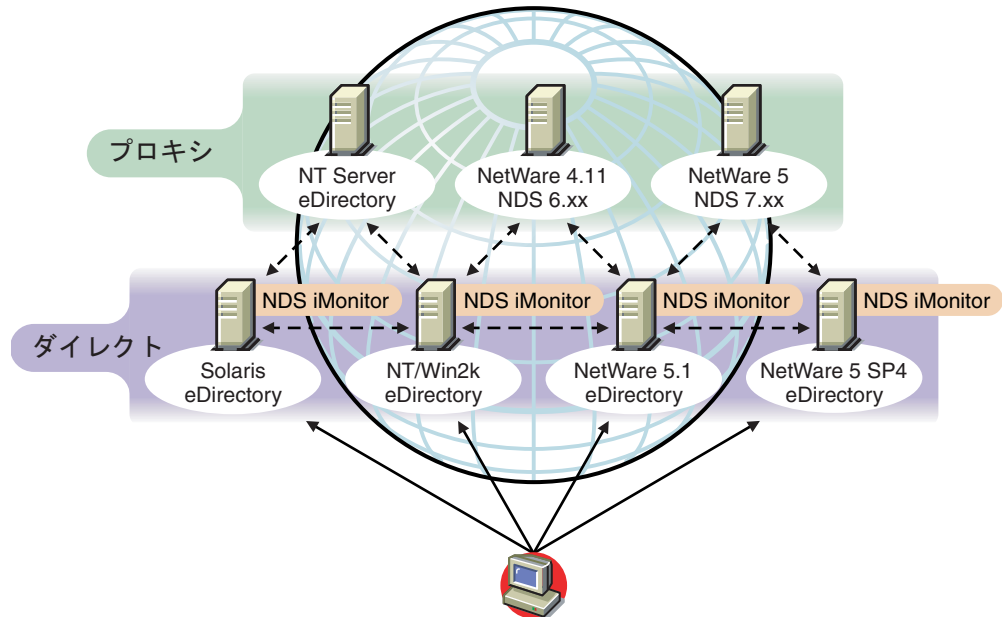 プロキシ
NT Server
eDirectory
NetWare 4.11
NDS 6.xx
NetWare 5
NDS 7.xx
ダイレクト
NDS iMonitor
NDS iMonitor
NDS iMonitor
NDS iMonitor
Solaris
eDirectory
NT/Win2k
eDirectory
NetWare 5.1
eDirectory
NetWare 5 SP4
eDirectory